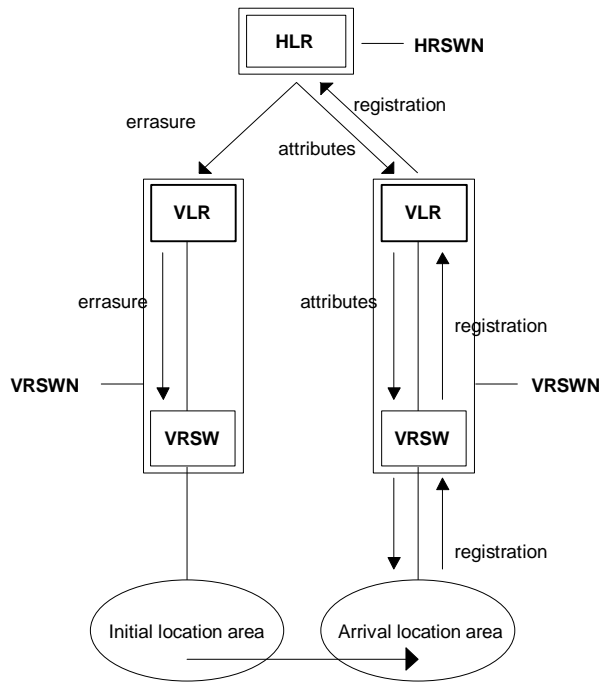 HLR
HRSWN
registration
errasure
attributes
VLR
VLR
errasure
attributes
registration
VRSWN
VRSWN
VRSW
VRSW
registration
Initial location area
Arrival location area